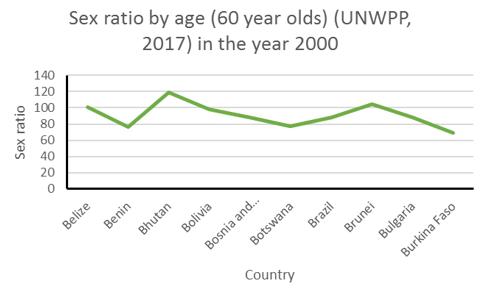 Sex ratio by age (60 year olds) (UNWPP,
2017) in the year 2000
140
120
100
80
60
40
20
0
Sex ratio
Belize
Benin
Bhutan
Bolivia
Bosnia and…
Botswana
Brazil
Brunei
Bulgaria
Burkina Faso
Country